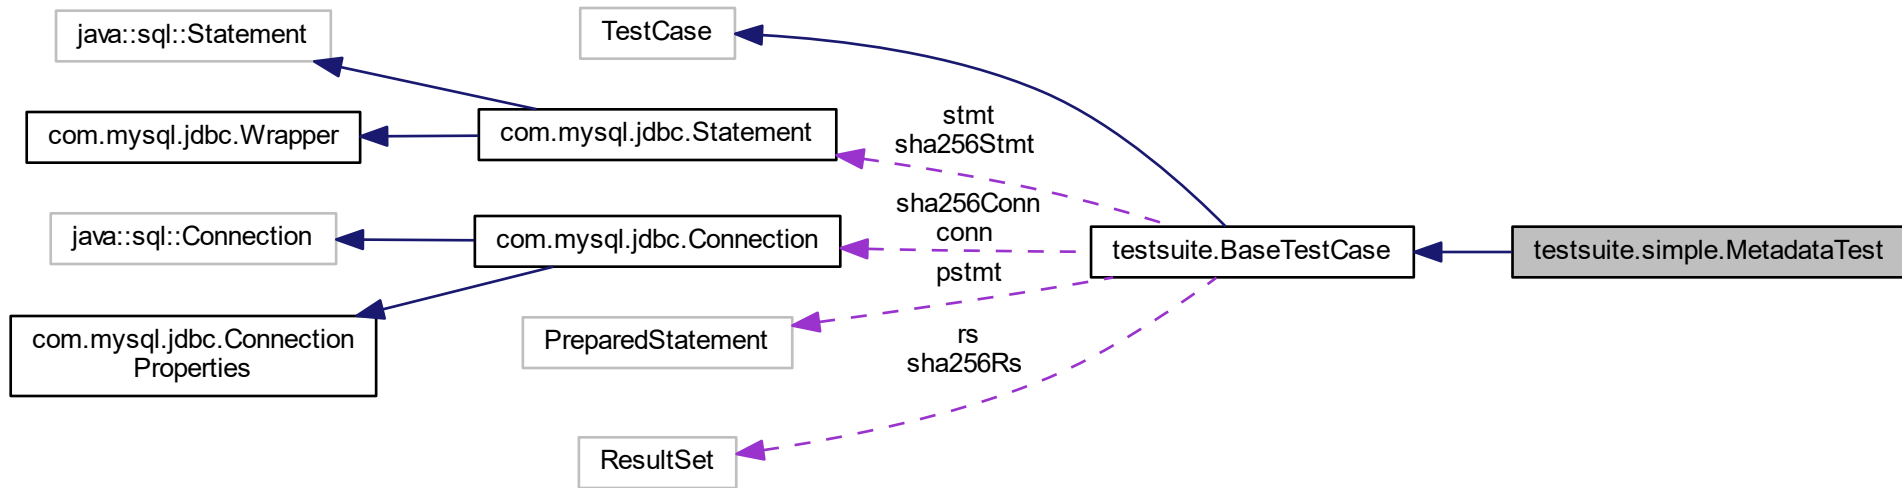 java::sql::Statement
TestCase
com.mysql.jdbc.Wrapper
com.mysql.jdbc.Statement
stmt
sha256Stmt
java::sql::Connection
com.mysql.jdbc.Connection
sha256Conn
conn
testsuite.BaseTestCase
testsuite.simple.MetadataTest
pstmt
com.mysql.jdbc.Connection
Properties
PreparedStatement
rs
sha256Rs
ResultSet